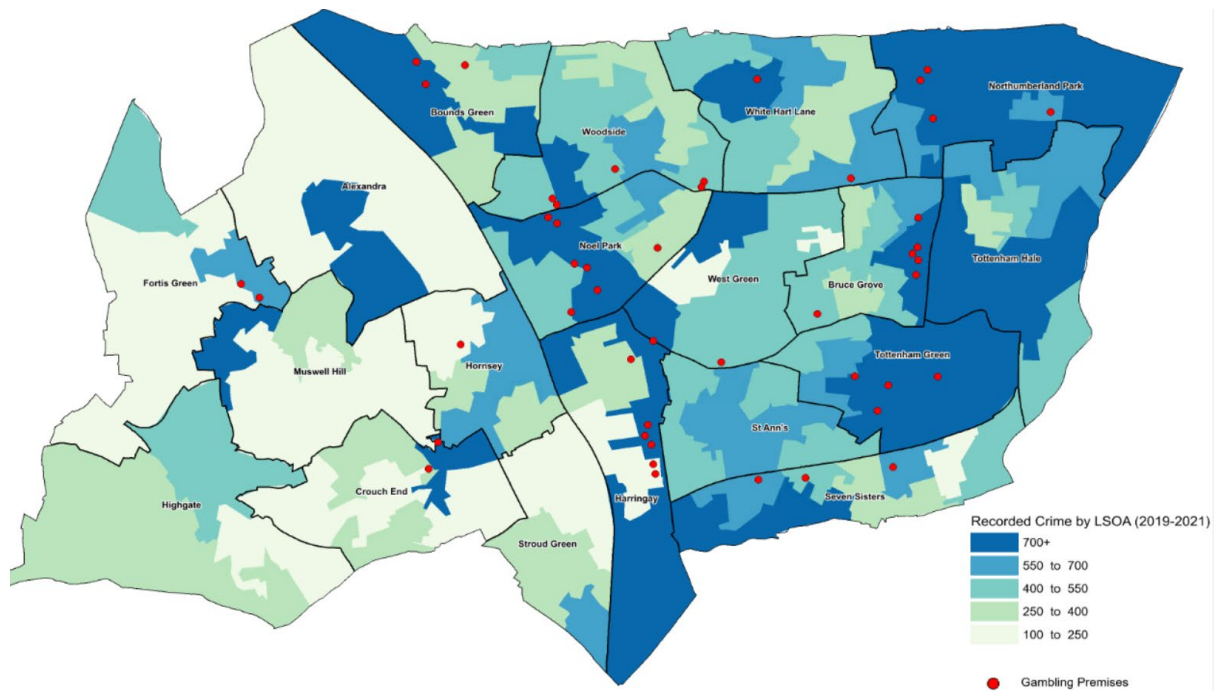 Northumberland Park
Bounds Green
White Hart Lane
Woodside
Alexandra
Noel Park
Tottenham Hale
West Green
Fortis Green
Bruce Grove
Tottenham Green
Hornsey
Muswell Hill
St Ann's
Crouch End
Seven Sisters
Harringay
Highgate
Stroud Green
Recorded Crime by LSOA (2019-2021)
700+
550 to 700
400 to 550
250 to 400
100 to 250
Gambling Premises